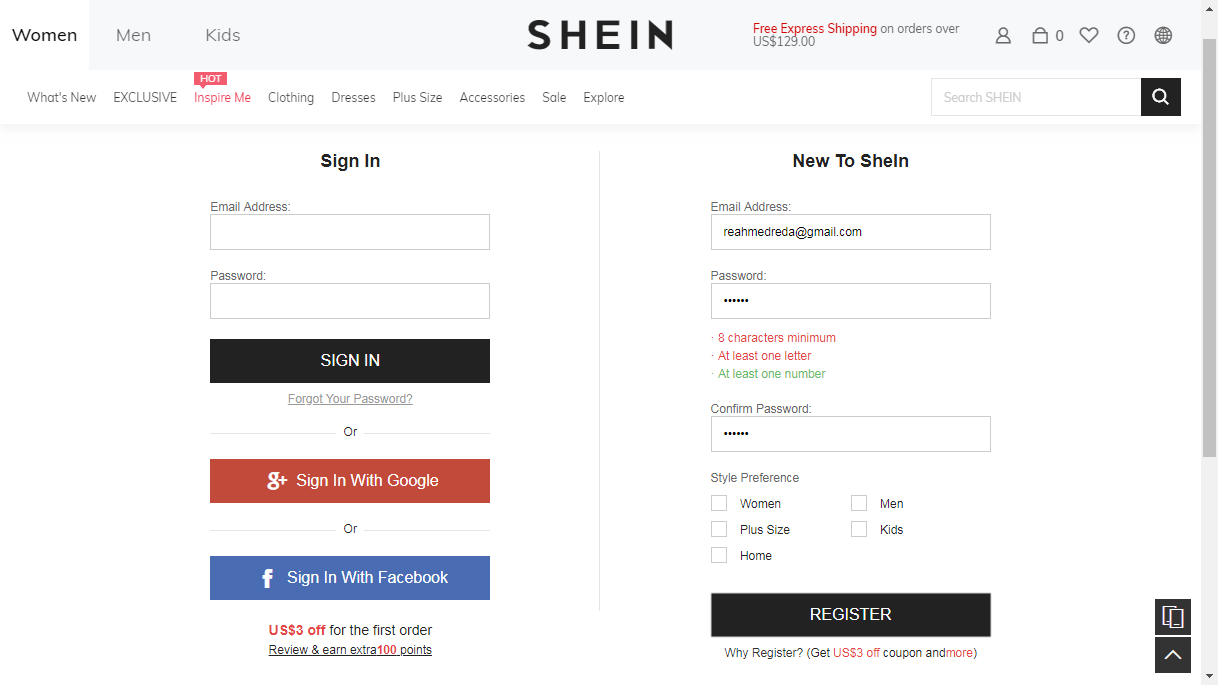 Women
Men
Kids
SHEIN
Free Express Shipping on orders over
US$129.00
0
?
What's New
EXCLUSIVE
HOT
Inspire Me
Clothing
Dresses
Plus Size
Accessories
Sale
Explore
Search SHEIN
Sign In
Email Address:
Password:
SIGN IN
Forgot Your Password?
Or
g+ Sign In With Google
Or
f Sign In With Facebook
US$3 off for the first order
Review & earn extra100 points
New To SheIn
Email Address:
reahmedreda@gmail.com
Password:
••••••
· 8 characters minimum
· At least one letter
· At least one number
Confirm Password:
••••••
Style Preference
Women
Men
Plus Size
Kids
Home
REGISTER
Why Register? (Get US$3 off coupon andmore)